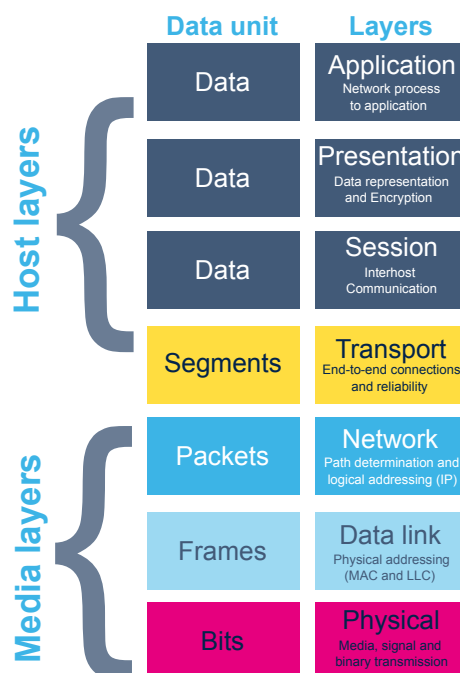 Data unit
Layers
Host layers
Data
Application
Network process
to application
Data
Presentation
Data representation
and Encryption
Data
Session
Interhost
Communication
Segments
Transport
End-to-end connections
and reliability
Media layers
Packets
Network
Path determination and
logical addressing (IP)
Frames
Data link
Physical addressing
(MAC and LLC)
Bits
Physical
Media, signal and
binary transmission